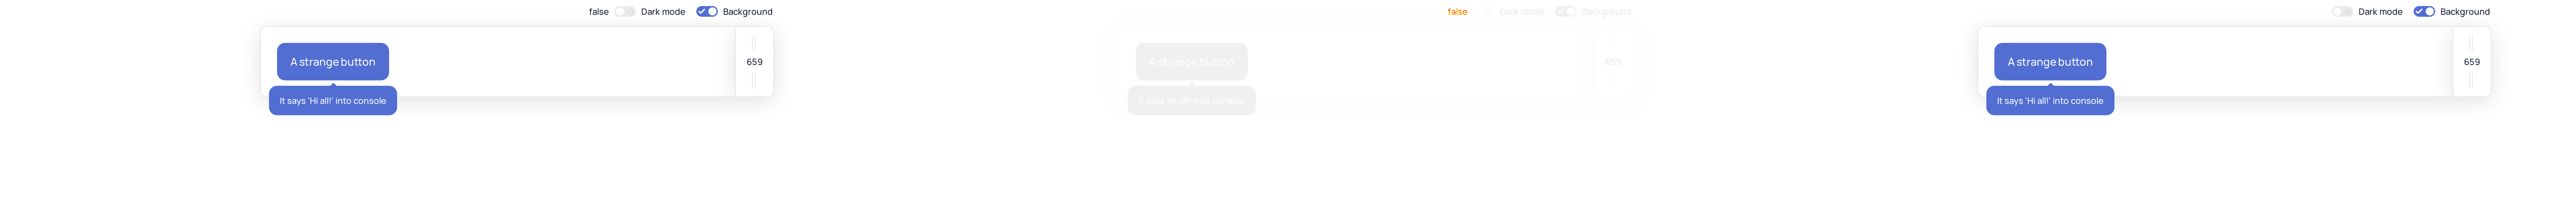 false Dark mode Background
A strange button
659
It says 'Hi all!' into console
false Dark mode Background
A strange button
659
It says 'Hi all!' into console
Dark mode Background
A strange button
659
It says 'Hi all!' into console